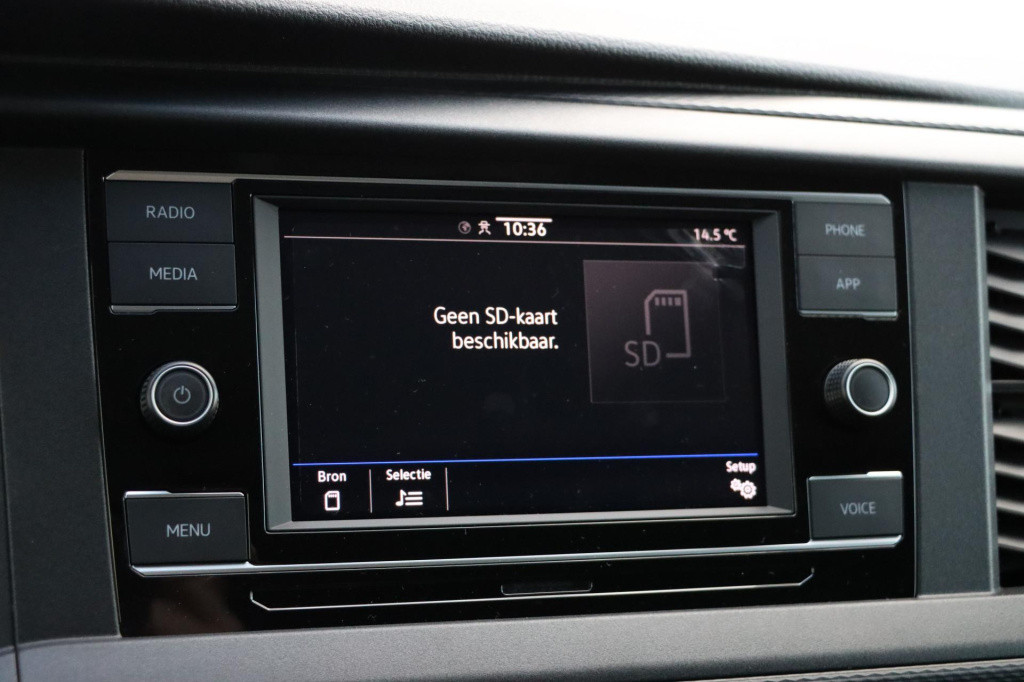 RADIO
MEDIA
10:36
14.5 °C
PHONE
APP
Geen SD-kaart
beschikbaar.
SD
Bron
Selectie
Setup
MENU
VOICE